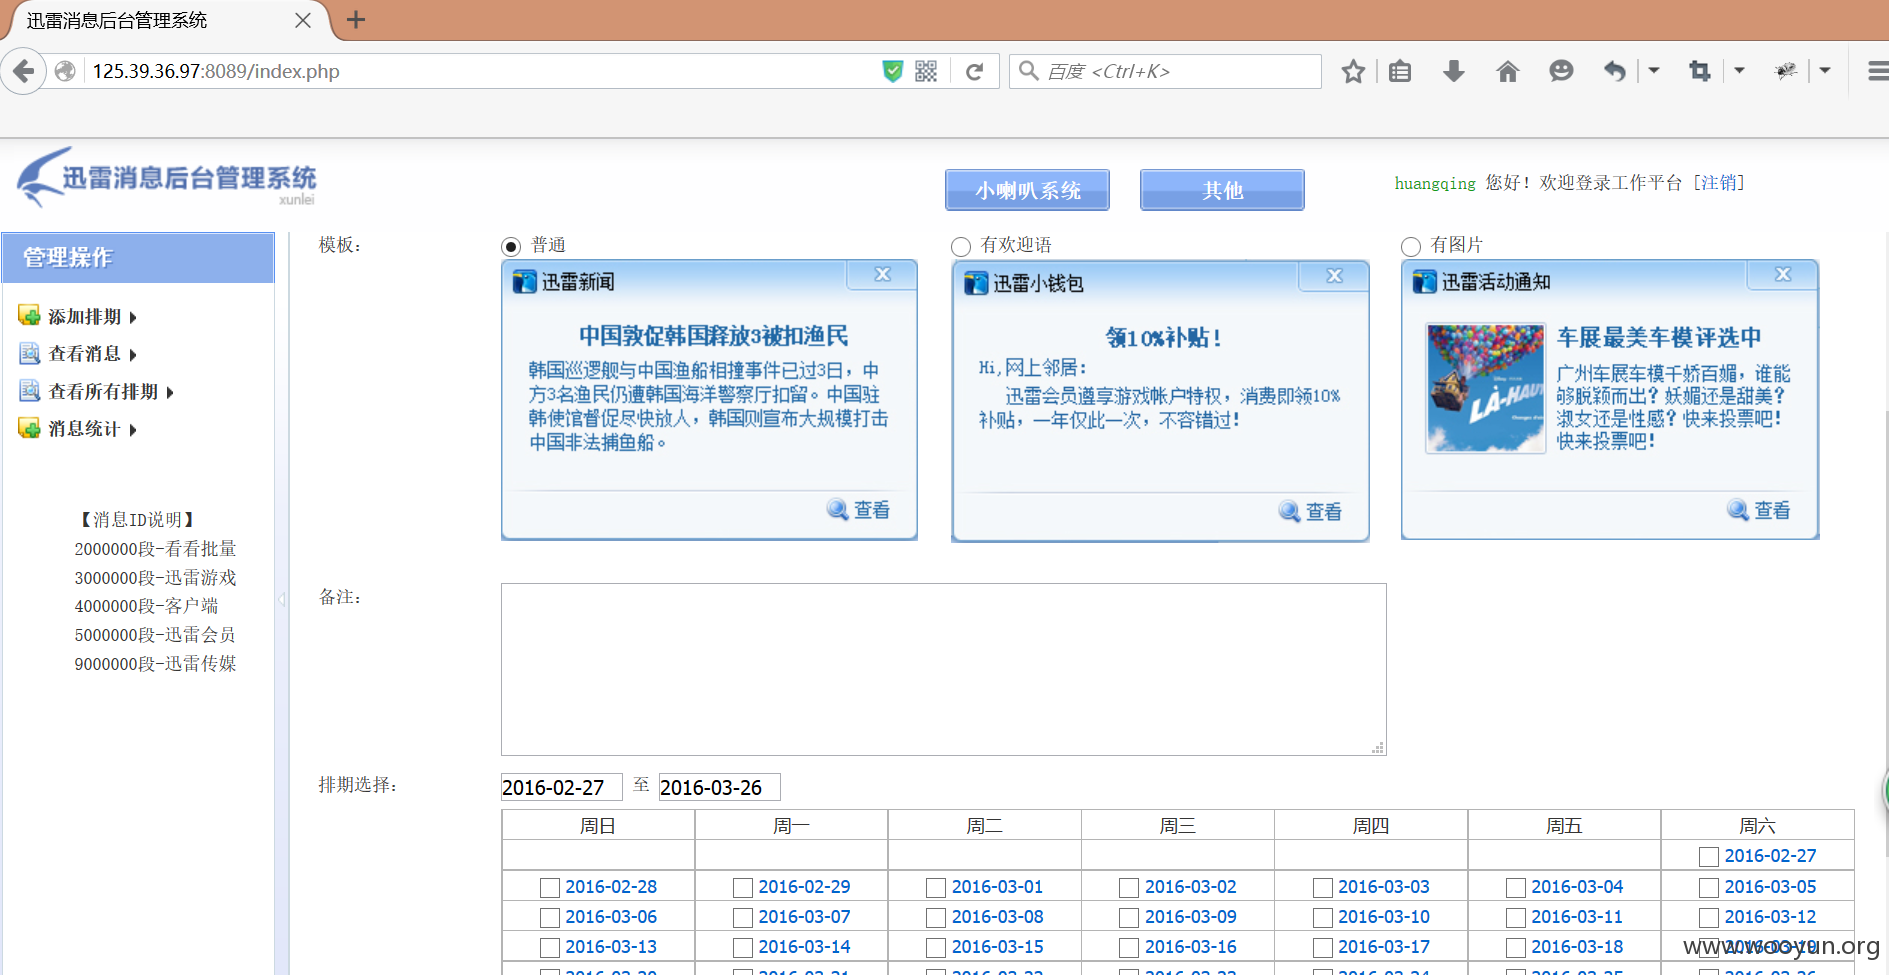 迅雷消息后台管理系统
125.39.36.97:8089/index.php
百度 <Ctrl+K>
迅雷消息后台管理系统
xunlei
小喇叭系统
其他
huangqing 您好！欢迎登录工作平台 [注销]
管理操作
添加排期
查看消息
查看所有排期
消息统计
【消息ID说明】
2000000段-看看批量
3000000段-迅雷游戏
4000000段-客户端
5000000段-迅雷会员
9000000段-迅雷传媒
模板：
普通
迅雷新闻
中国敦促韩国释放3被扣渔民
韩国巡逻舰与中国渔船相撞事件已过3日，中
方3名渔民仍遭韩国海洋警察厅扣留。中国驻
韩使馆督促尽快放人，韩国则宣布大规模打击
中国非法捕鱼船。
查看
有欢迎语
迅雷小钱包
领10%补贴！
Hi,网上邻居：
迅雷会员遵享游戏帐户特权，消费即领10%
补贴，一年仅此一次，不容错过！
查看
有图片
迅雷活动通知
车展最美车模评选中
LÀ-HAUT
广州车展车模千娇百媚，谁能
够脱颖而出？妖媚还是甜美？
淑女还是性感？快来投票吧！
快来投票吧！
查看
备注：
排期选择：
2016-02-27 至 2016-03-26
周日 周一 周二 周三 周四 周五 周六
2016-02-27
2016-02-28 2016-02-29 2016-03-01 2016-03-02 2016-03-03 2016-03-04 2016-03-05
2016-03-06 2016-03-07 2016-03-08 2016-03-09 2016-03-10 2016-03-11 2016-03-12
2016-03-13 2016-03-14 2016-03-15 2016-03-16 2016-03-17 2016-03-18 2016-03-19
www.wooyun.org